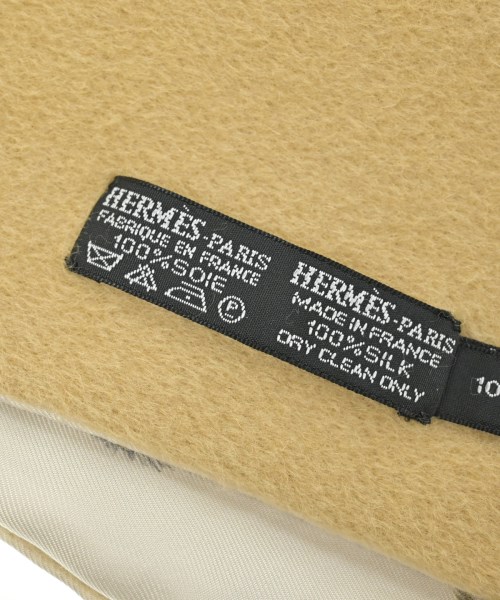 HERMÈS-PARIS
FABRIQUE EN FRANCE
100%SOIE
P
HERMÈS-PARIS
MADE IN FRANCE
100%SILK
DRY CLEAN ONLY
10